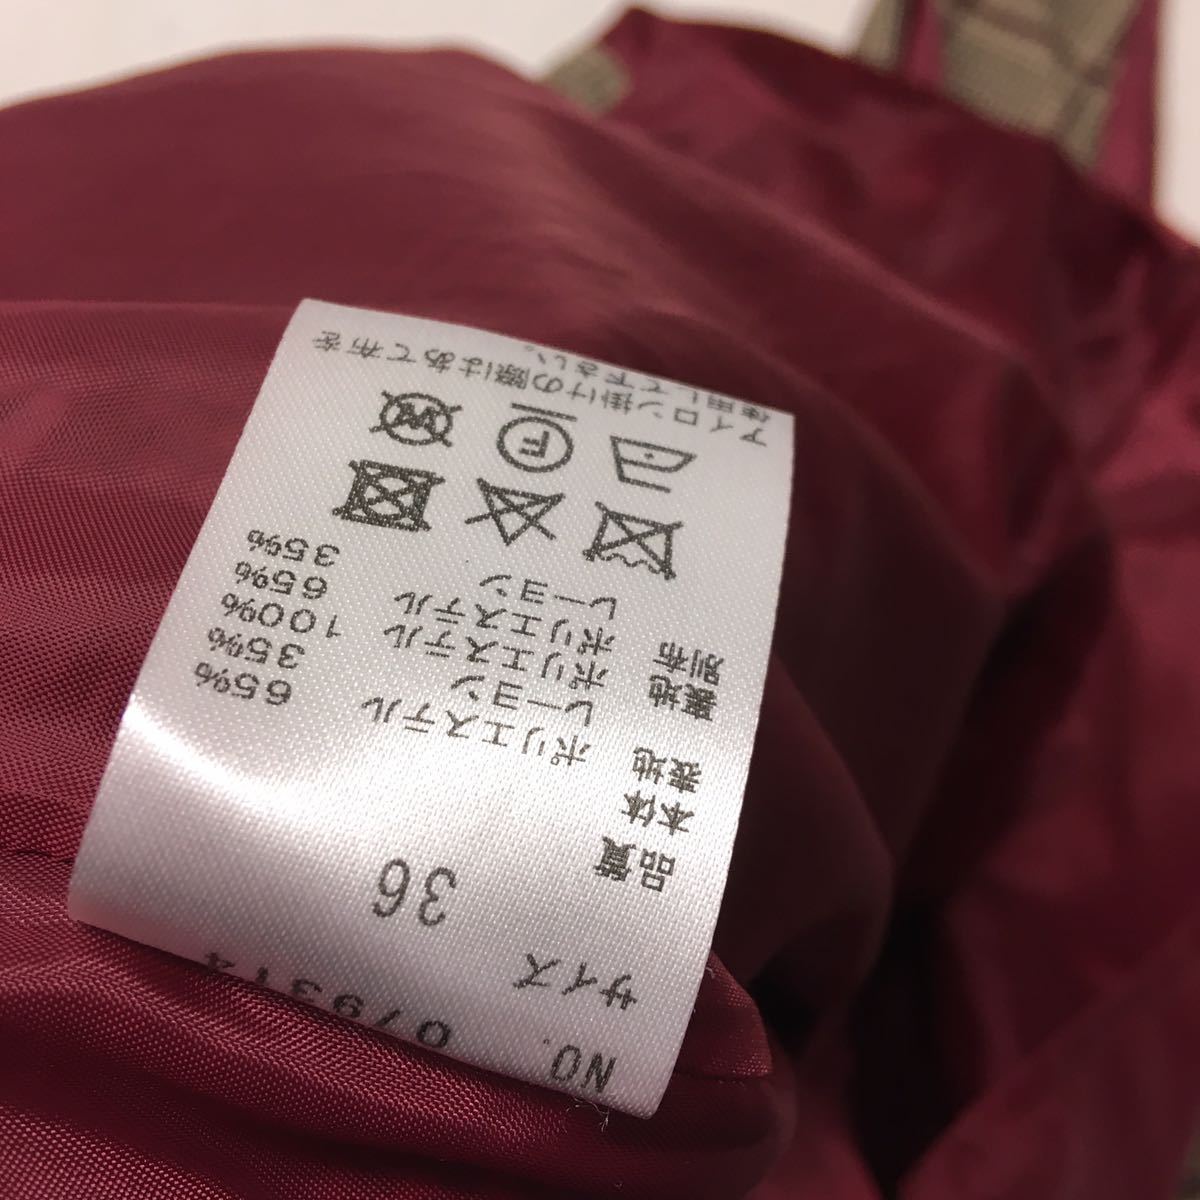 NO. 079314
サイズ 36
品質
本体
表地 ポリエステル 65%
レーヨン 35%
裏地 ポリエステル 100%
別布 ポリエステル 65%
レーヨン 35%
F W
アイロン掛けの際はあて布を
使用して下さい。